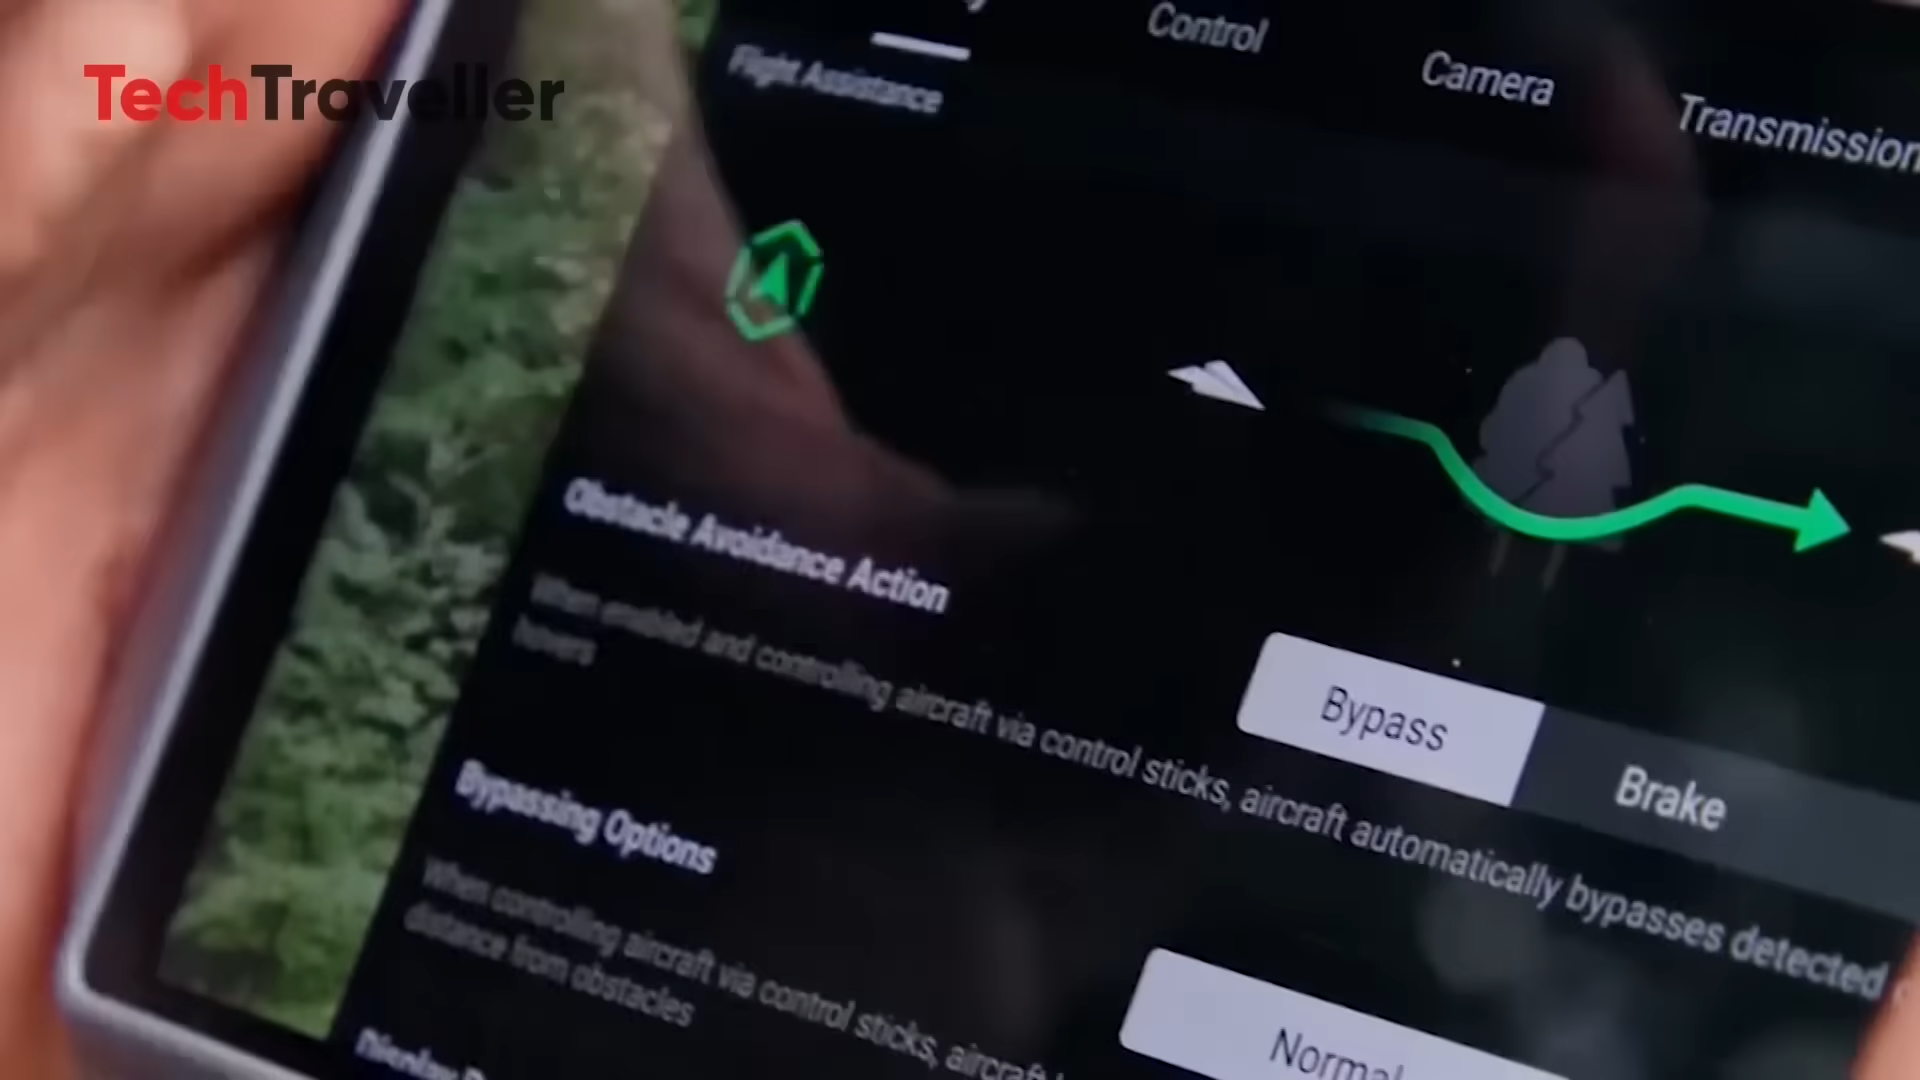 TechTraveller
Control
Camera
Transmission
Flight Assistance
Obstacle Avoidance Action
When enabled and controlling aircraft via control sticks, aircraft automatically bypasses detected
hovers
Bypass
Brake
Bypassing Options
When controlling aircraft via control sticks, aircraft
distance from obstacles
Normal
Display